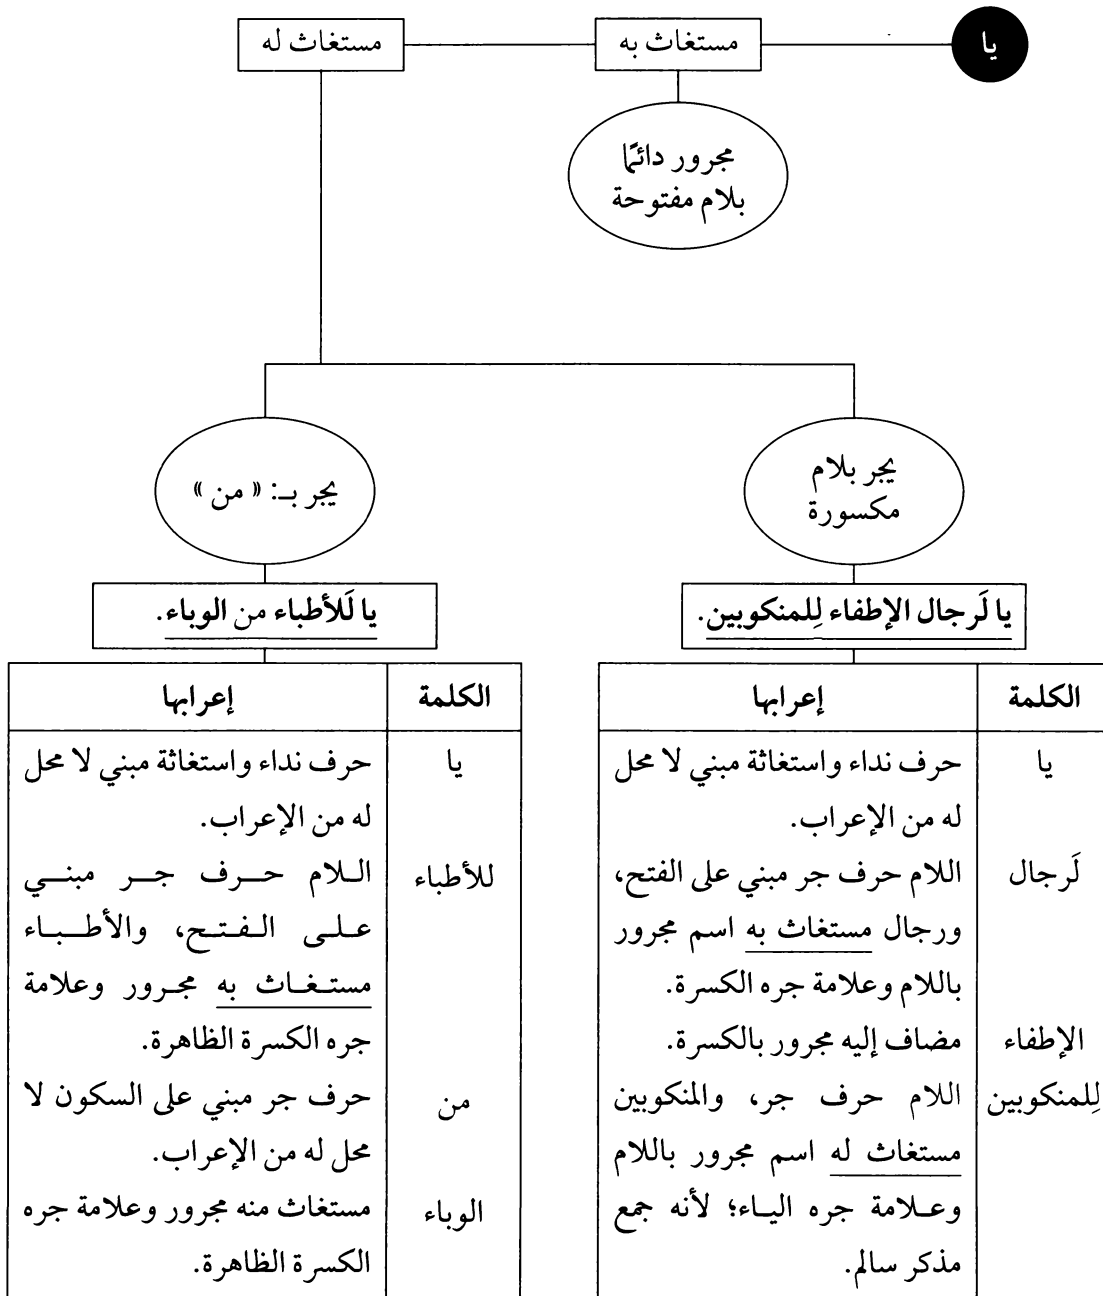 يا
مستغاث به
مستغاث له
مجرور دائمًا
بلام مفتوحة
يجر بلام
مكسورة
يجر بـ: « من »
يا لَرجال الإطفاء لِلمنكوبين.
الكلمة إعرابها
يا حرف نداء واستغاثة مبني لا محل
له من الإعراب.
لَرجال اللام حرف جر مبني على الفتح،
ورجال مستغاث به اسم مجرور
باللام وعلامة جره الكسرة.
الإطفاء مضاف إليه مجرور بالكسرة.
لِلمنكوبين اللام حرف جر، والمنكوبين
مستغاث له اسم مجرور باللام
وعلامة جره الياء؛ لأنه جمع
مذكر سالم.
يا لَلأطباء من الوباء.
الكلمة إعرابها
يا حرف نداء واستغاثة مبني لا محل
له من الإعراب.
للأطباء اللام حرف جر مبني
على الفتح، والأطباء
مستغاث به مجرور وعلامة
جره الكسرة الظاهرة.
من حرف جر مبني على السكون لا
محل له من الإعراب.
الوباء مستغاث منه مجرور وعلامة جره
الكسرة الظاهرة.